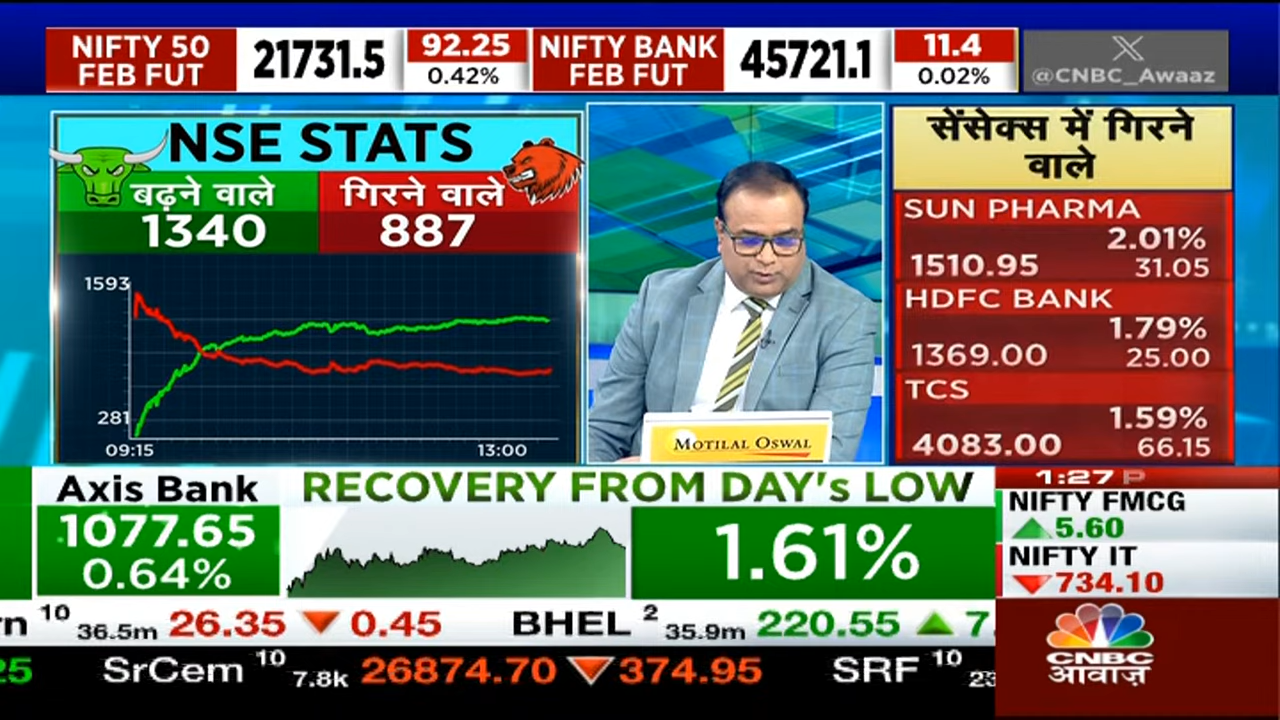 NIFTY 50
FEB FUT
21731.5
92.25
0.42%
NIFTY BANK
FEB FUT
45721.1
11.4
0.02%
X
@CNBC_Awaaz
NSE STATS
बढ़ने वाले
1340
गिरने वाले
887
1593
281
09:15
13:00
MOTILAL OSWAL
सेंसेक्स में गिरने
वाले
SUN PHARMA
2.01%
1510.95 31.05
HDFC BANK
1.79%
1369.00 25.00
TCS
1.59%
4083.00 66.15
Axis Bank
1077.65
0.64%
RECOVERY FROM DAY's LOW
1.61%
1:27 P
NIFTY FMCG
5.60
NIFTY IT
734.10
10 36.5m 26.35 0.45 BHEL 2 35.9m 220.55 7
25 SrCem 10 7.8k 26874.70 374.95 SRF 10
CNBC
आवाज़